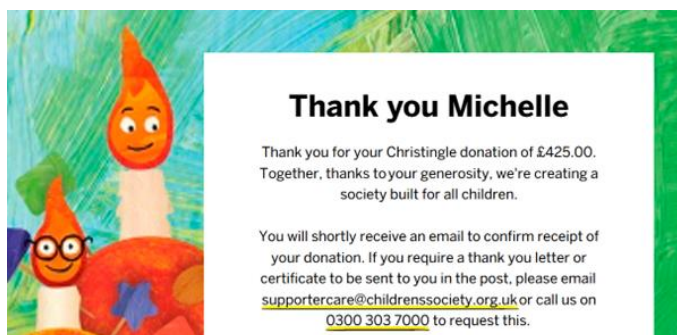 Thank you Michelle
Thank you for your Christingle donation of £425.00.
Together, thanks to your generosity, we're creating a
society built for all children.
You will shortly receive an email to confirm receipt of
your donation. If you require a thank you letter or
certificate to be sent to you in the post, please email
supportercare@childrenssociety.org.uk or call us on
0300 303 7000 to request this.